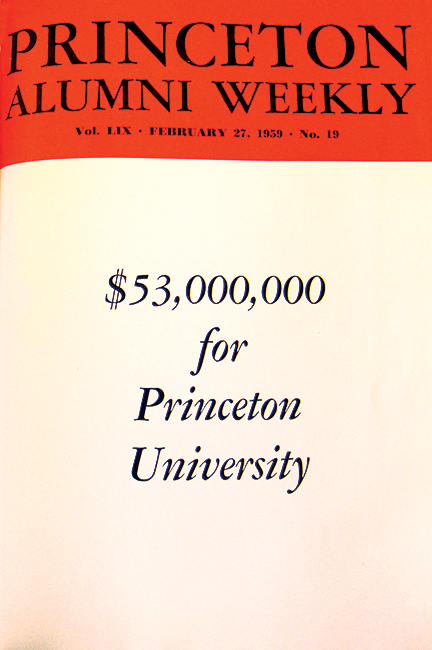 PRINCETON
ALUMNI WEEKLY
Vol. LIX • FEBRUARY 27, 1959 • No. 19
$53,000,000
for
Princeton
University